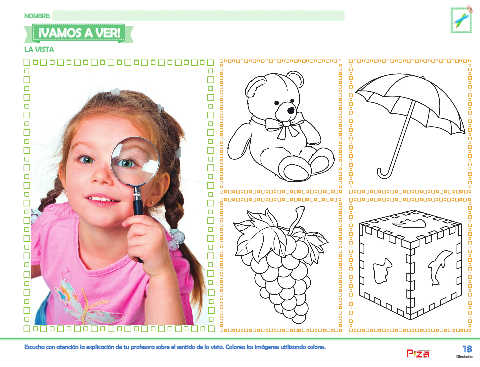 NOMBRE:
¡VAMOS A VER!
LA VISTA
Escucha con atención la explicación de tu profesora sobre el sentido de la vista. Colorea las imágenes utilizando colores.
Pizá
18